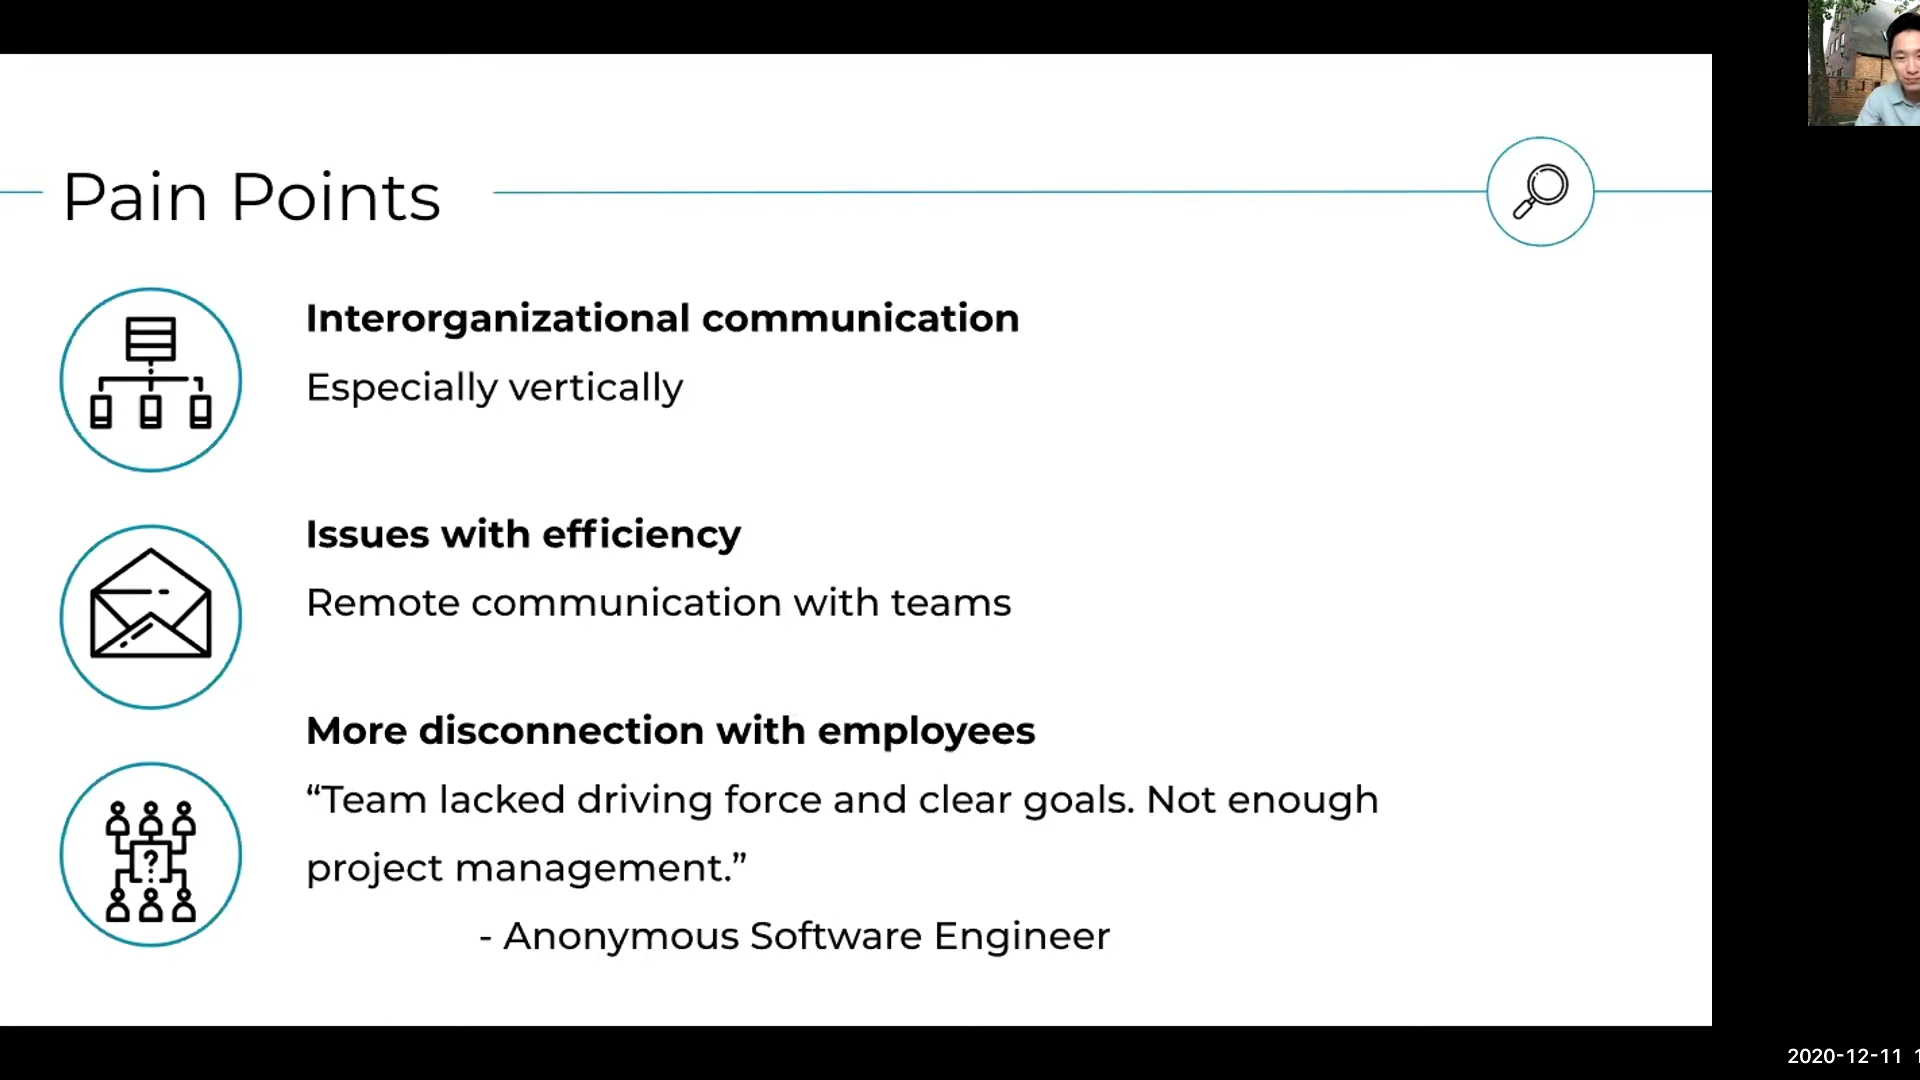 Pain Points
Interorganizational communication
Especially vertically
Issues with efficiency
Remote communication with teams
More disconnection with employees
“Team lacked driving force and clear goals. Not enough
project management.”
- Anonymous Software Engineer
?
2020-12-11 1